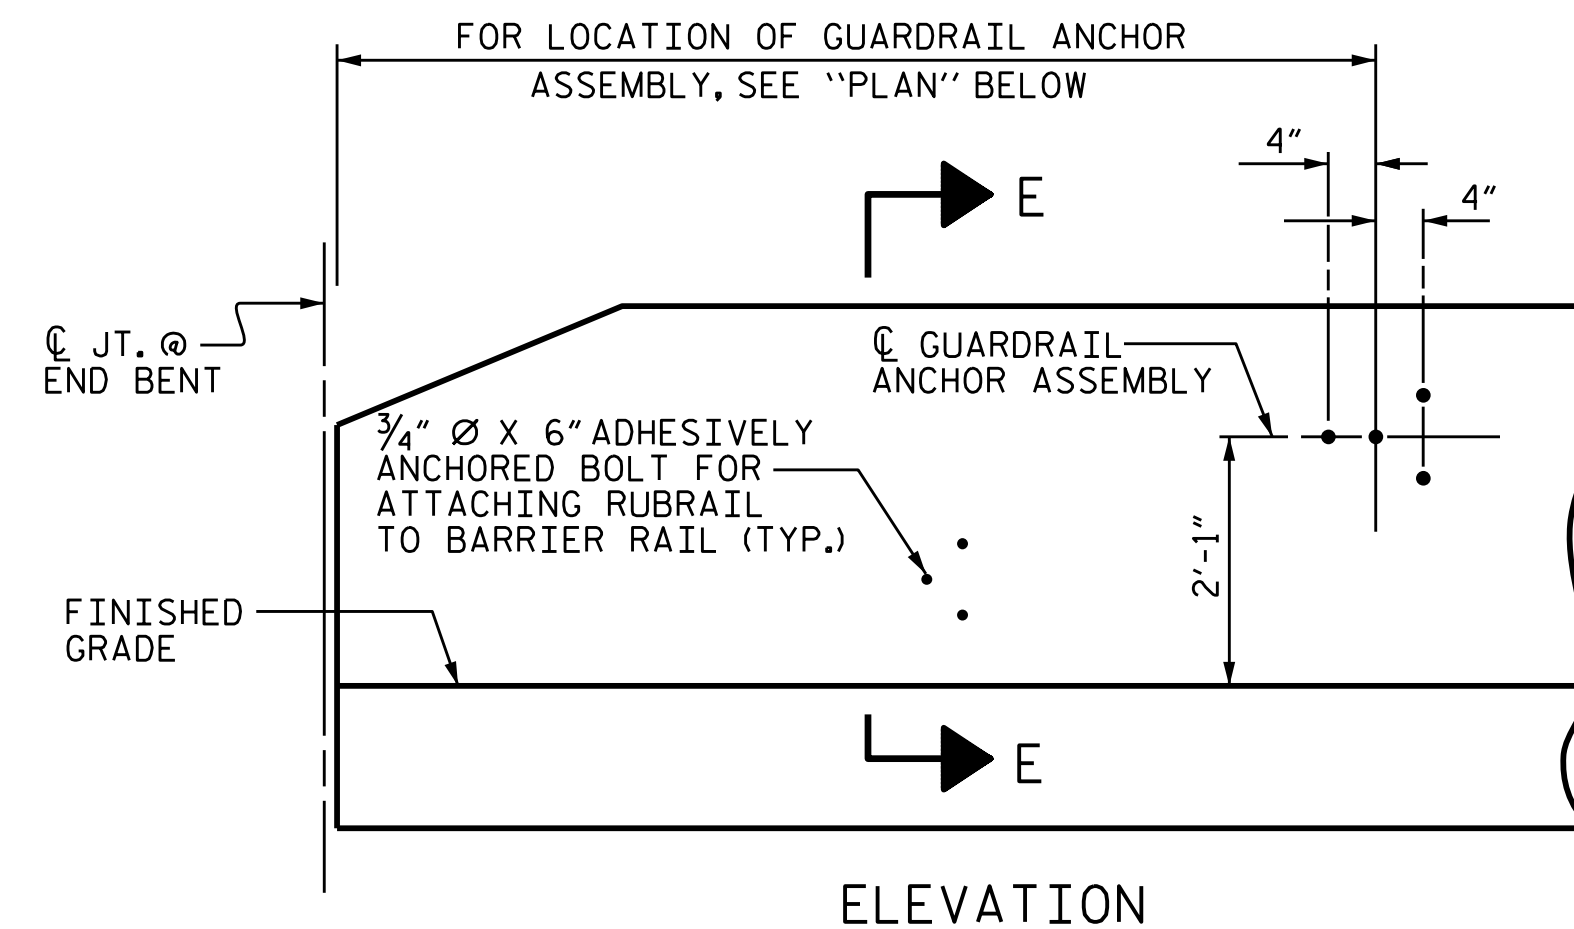 FOR LOCATION OF GUARDRAIL ANCHOR
ASSEMBLY, SEE "PLAN" BELOW
4"
E
4"
℄ JT. @
END BENT
℄ GUARDRAIL
ANCHOR ASSEMBLY
3/4" Ø X 6" ADHESIVELY
ANCHORED BOLT FOR
ATTACHING RUBRAIL
TO BARRIER RAIL (TYP.)
2'-1"
FINISHED
GRADE
E
ELEVATION